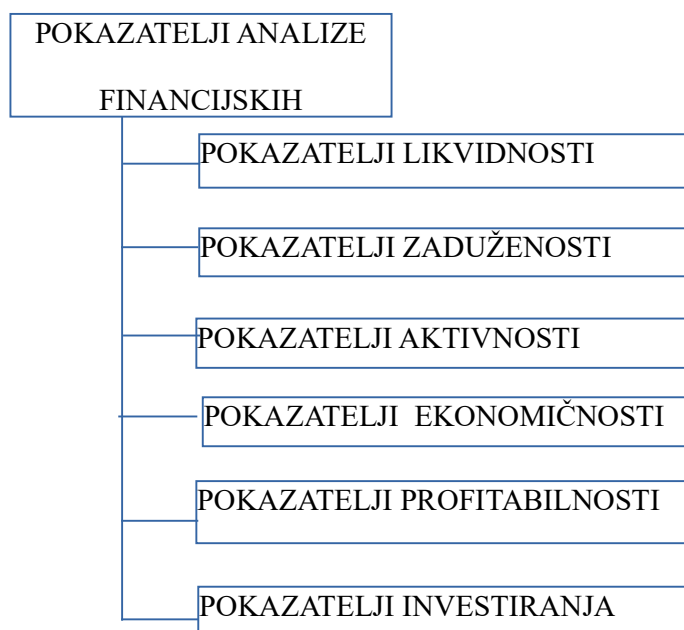 POKAZATELJI ANALIZE
FINANCIJSKIH
POKAZATELJI LIKVIDNOSTI
POKAZATELJI ZADUŽENOSTI
POKAZATELJI AKTIVNOSTI
POKAZATELJI EKONOMIČNOSTI
POKAZATELJI PROFITABILNOSTI
POKAZATELJI INVESTIRANJA